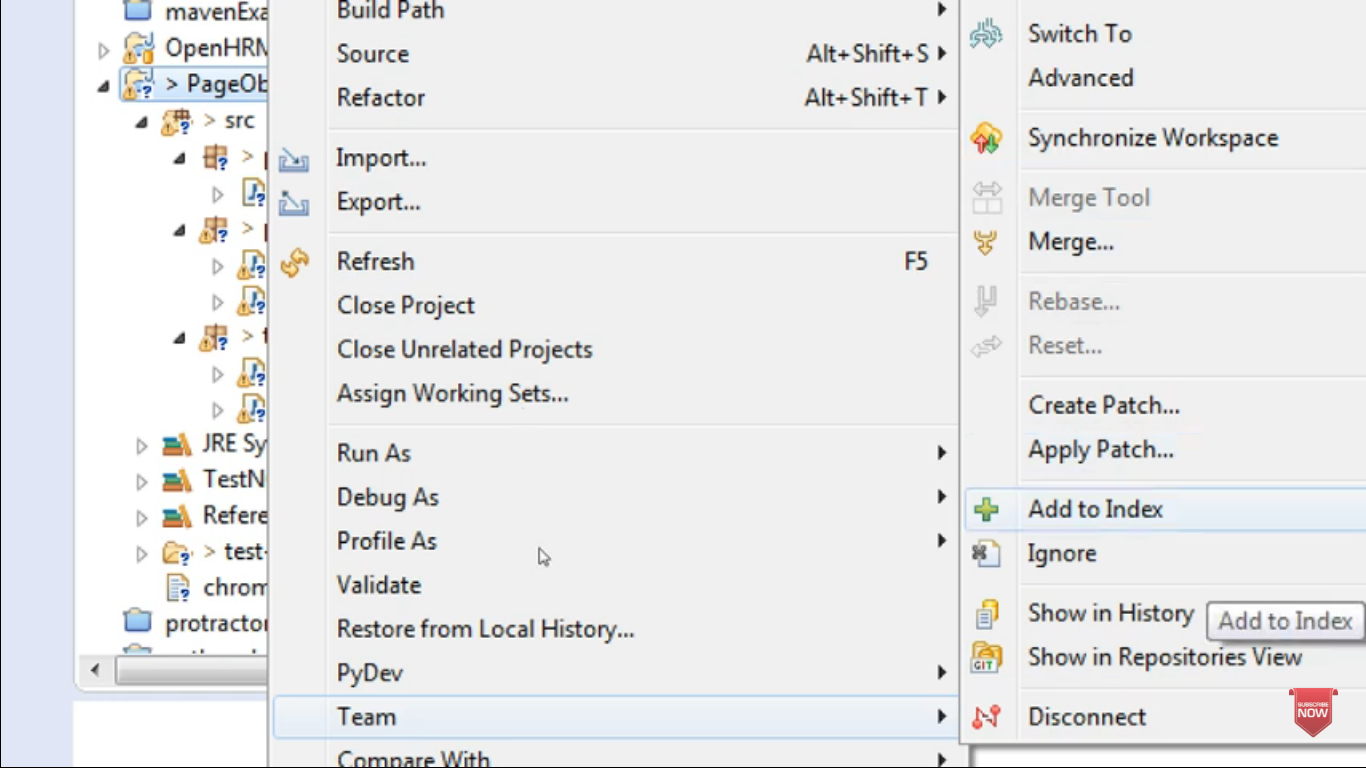 mavenExa
OpenHRM
> PageOb
> src
>
>
>
JRE Sy
TestN
Refere
> test-
chrom
protractor
Build Path
Source Alt+Shift+S
Refactor Alt+Shift+T
Import...
Export...
Refresh F5
Close Project
Close Unrelated Projects
Assign Working Sets...
Run As
Debug As
Profile As
Validate
Restore from Local History...
PyDev
Team
Compare With
Switch To
Advanced
Synchronize Workspace
Merge Tool
Merge...
Rebase...
Reset...
Create Patch...
Apply Patch...
Add to Index
Ignore
Show in History
Add to Index
GIT
Show in Repositories View
Disconnect
SUBSCRIBE
NOW